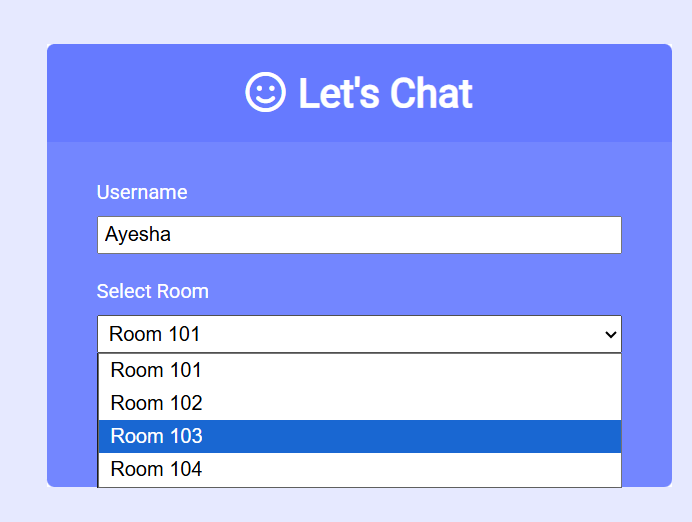 Let's Chat
Username
Ayesha
Select Room
Room 101
Room 101
Room 102
Room 103
Room 104